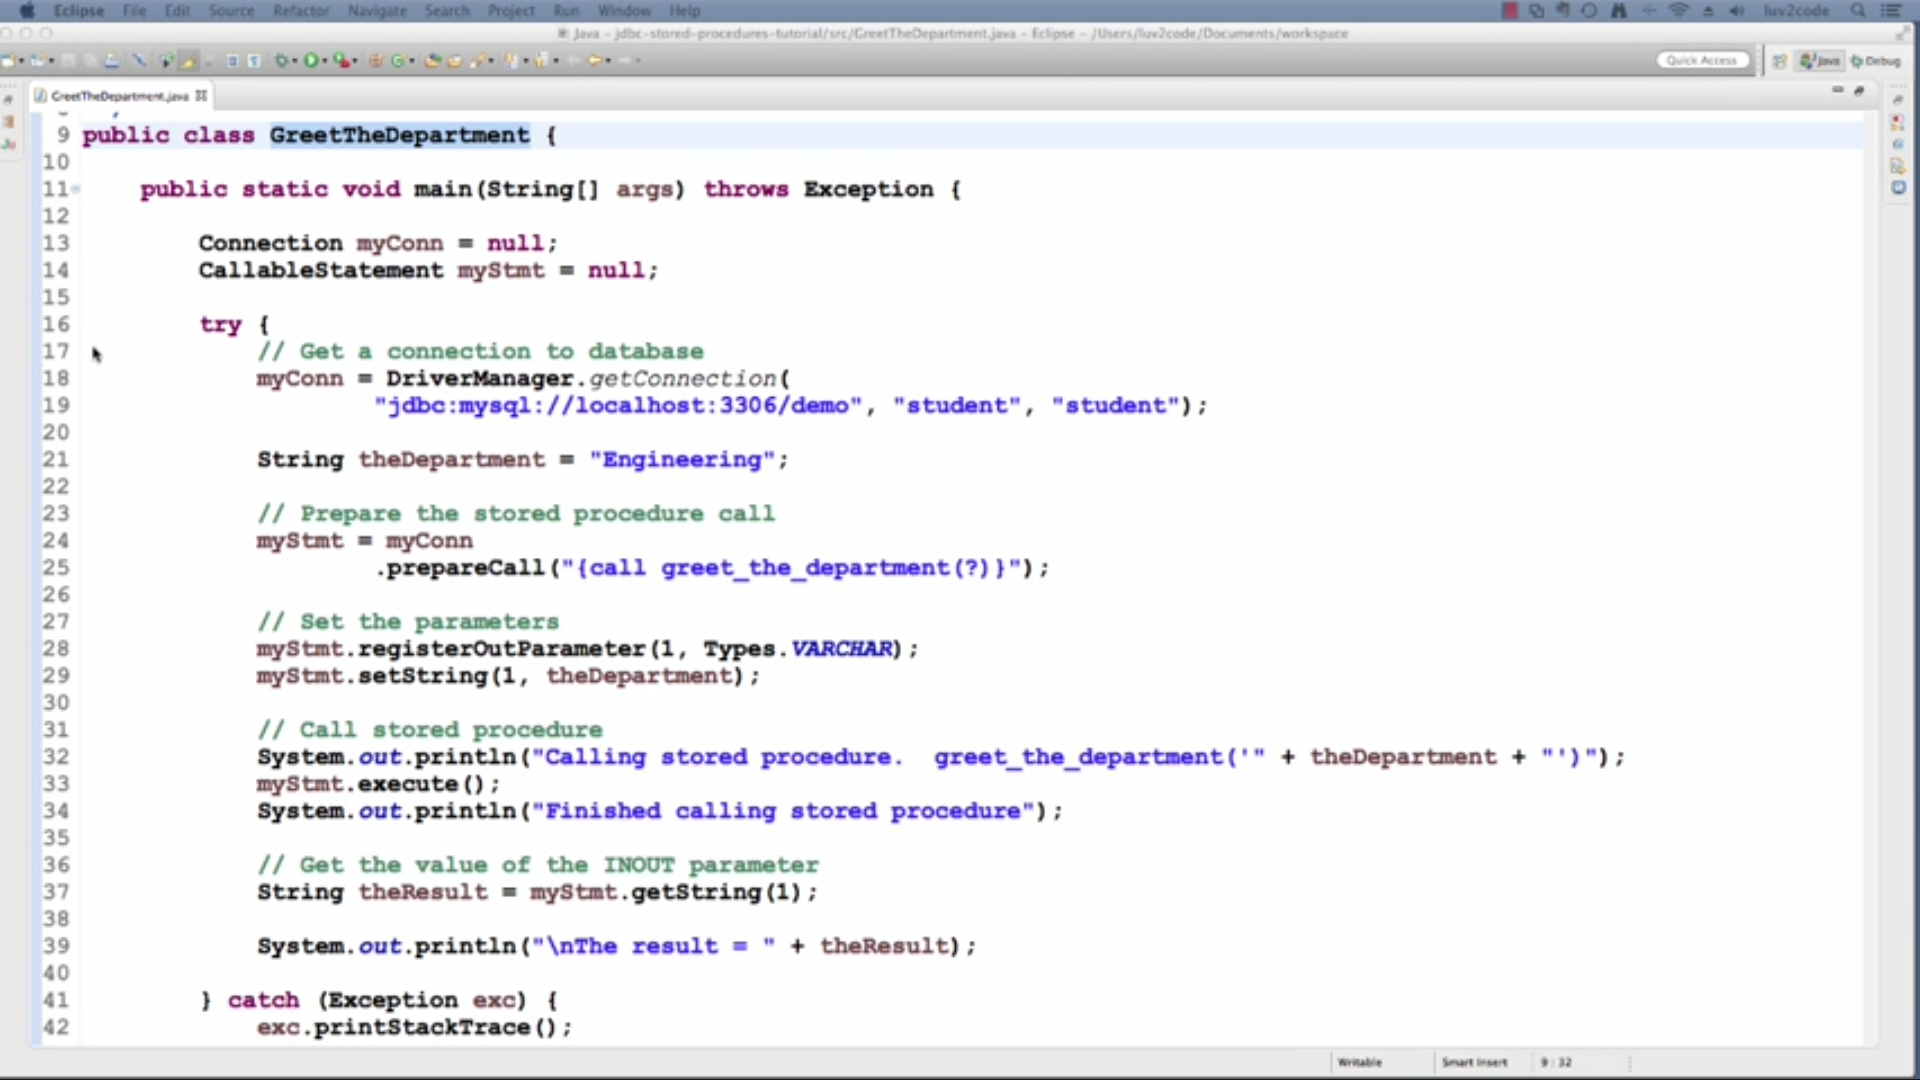 Eclipse File Edit Source Refactor Navigate Search Project Run Window Help luv2code
Java - jdbc-stored-procedures-tutorial/src/GreetTheDepartment.java - Eclipse - /Users/luv2code/Documents/workspace
Quick Access Java Debug
GreetTheDepartment.java
9 public class GreetTheDepartment {
10
11 public static void main(String[] args) throws Exception {
12
13 Connection myConn = null;
14 CallableStatement myStmt = null;
15
16 try {
17 // Get a connection to database
18 myConn = DriverManager.getConnection(
19 "jdbc:mysql://localhost:3306/demo", "student", "student");
20
21 String theDepartment = "Engineering";
22
23 // Prepare the stored procedure call
24 myStmt = myConn
25 .prepareCall("{call greet_the_department(?)}");
26
27 // Set the parameters
28 myStmt.registerOutParameter(1, Types.VARCHAR);
29 myStmt.setString(1, theDepartment);
30
31 // Call stored procedure
32 System.out.println("Calling stored procedure.  greet_the_department('" + theDepartment + "')");
33 myStmt.execute();
34 System.out.println("Finished calling stored procedure");
35
36 // Get the value of the INOUT parameter
37 String theResult = myStmt.getString(1);
38
39 System.out.println("\nThe result = " + theResult);
40
41 } catch (Exception exc) {
42 exc.printStackTrace();
Writable Smart Insert 9 : 32